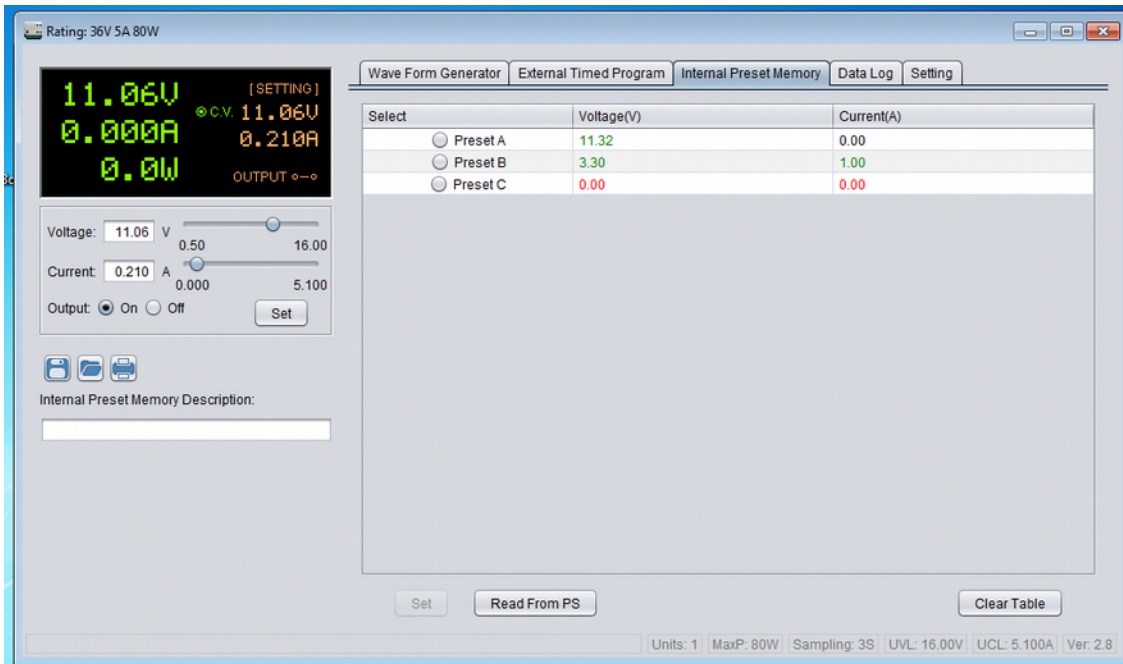 Rating: 36V 5A 80W
11.06V
[SETTING]
C.V. 11.06V
0.000A
0.210A
0.0W
OUTPUT
Voltage: 11.06 V
0.50 16.00
Current: 0.210 A
0.000 5.100
Output: On Off
Set
Internal Preset Memory Description:
Wave Form Generator External Timed Program Internal Preset Memory Data Log Setting
Select Voltage(V) Current(A)
Preset A 11.32 0.00
Preset B 3.30 1.00
Preset C 0.00 0.00
Set Read From PS Clear Table
Units: 1 MaxP: 80W Sampling: 3S UVL: 16.00V UCL: 5.100A Ver: 2.8